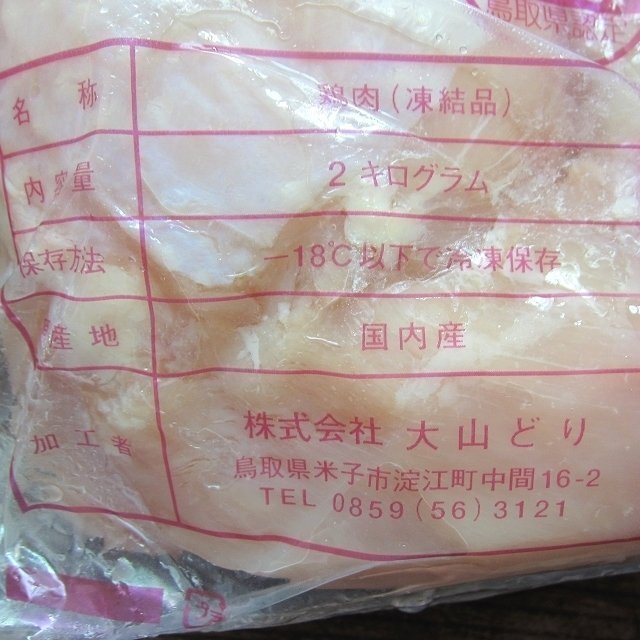 鳥取県認定
名称 鶏肉(凍結品)
内容量 2キログラム
保存方法 -18℃以下で冷凍保存
産地 国内産
加工者 株式会社 大山どり
鳥取県米子市淀江町中間16-2
TEL 0859(56)3121
プラ